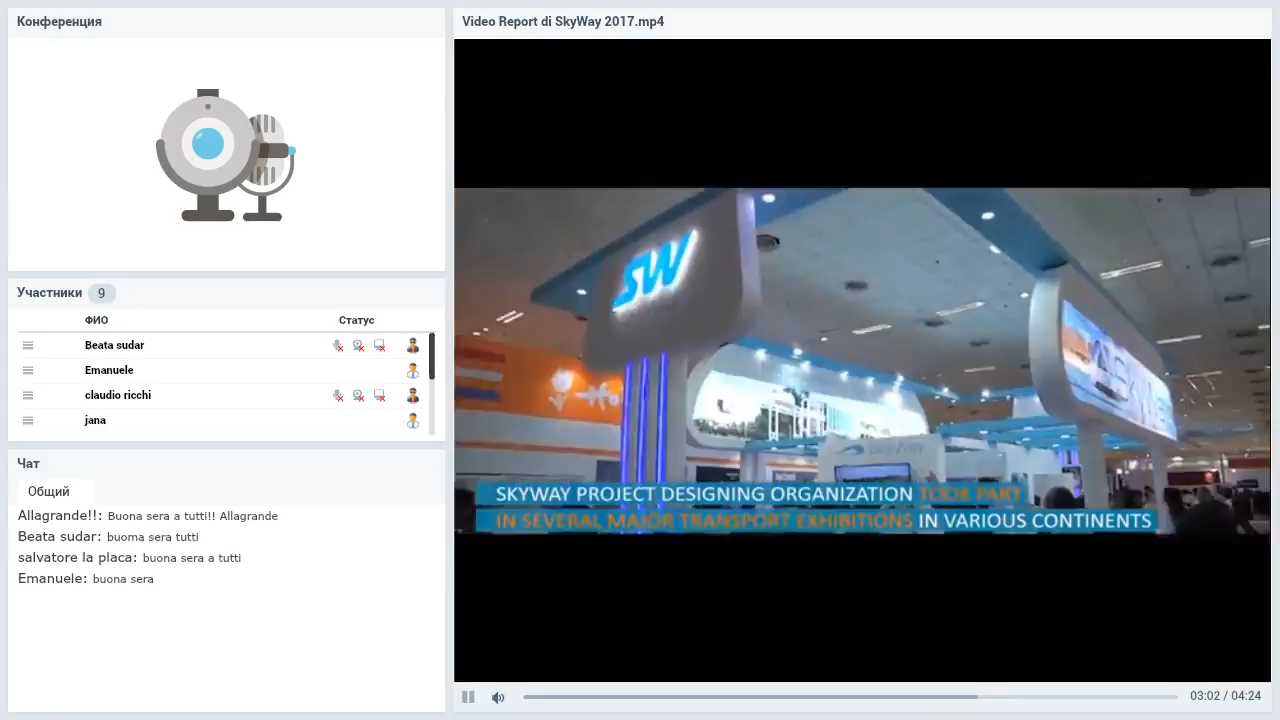 Конференция
Участники 9
ФИО Статус
Beata sudar
Emanuele
claudio ricchi
jana
Чат
Общий
Allagrande!!: Buona sera a tutti!! Allagrande
Beata sudar: buoma sera tutti
salvatore la placa: buona sera a tutti
Emanuele: buona sera
Video Report di SkyWay 2017.mp4
SW
SKYWAY PROJECT DESIGNING ORGANIZATION TOOK PART
IN SEVERAL MAJOR TRANSPORT EXHIBITIONS IN VARIOUS CONTINENTS
03:02 / 04:24